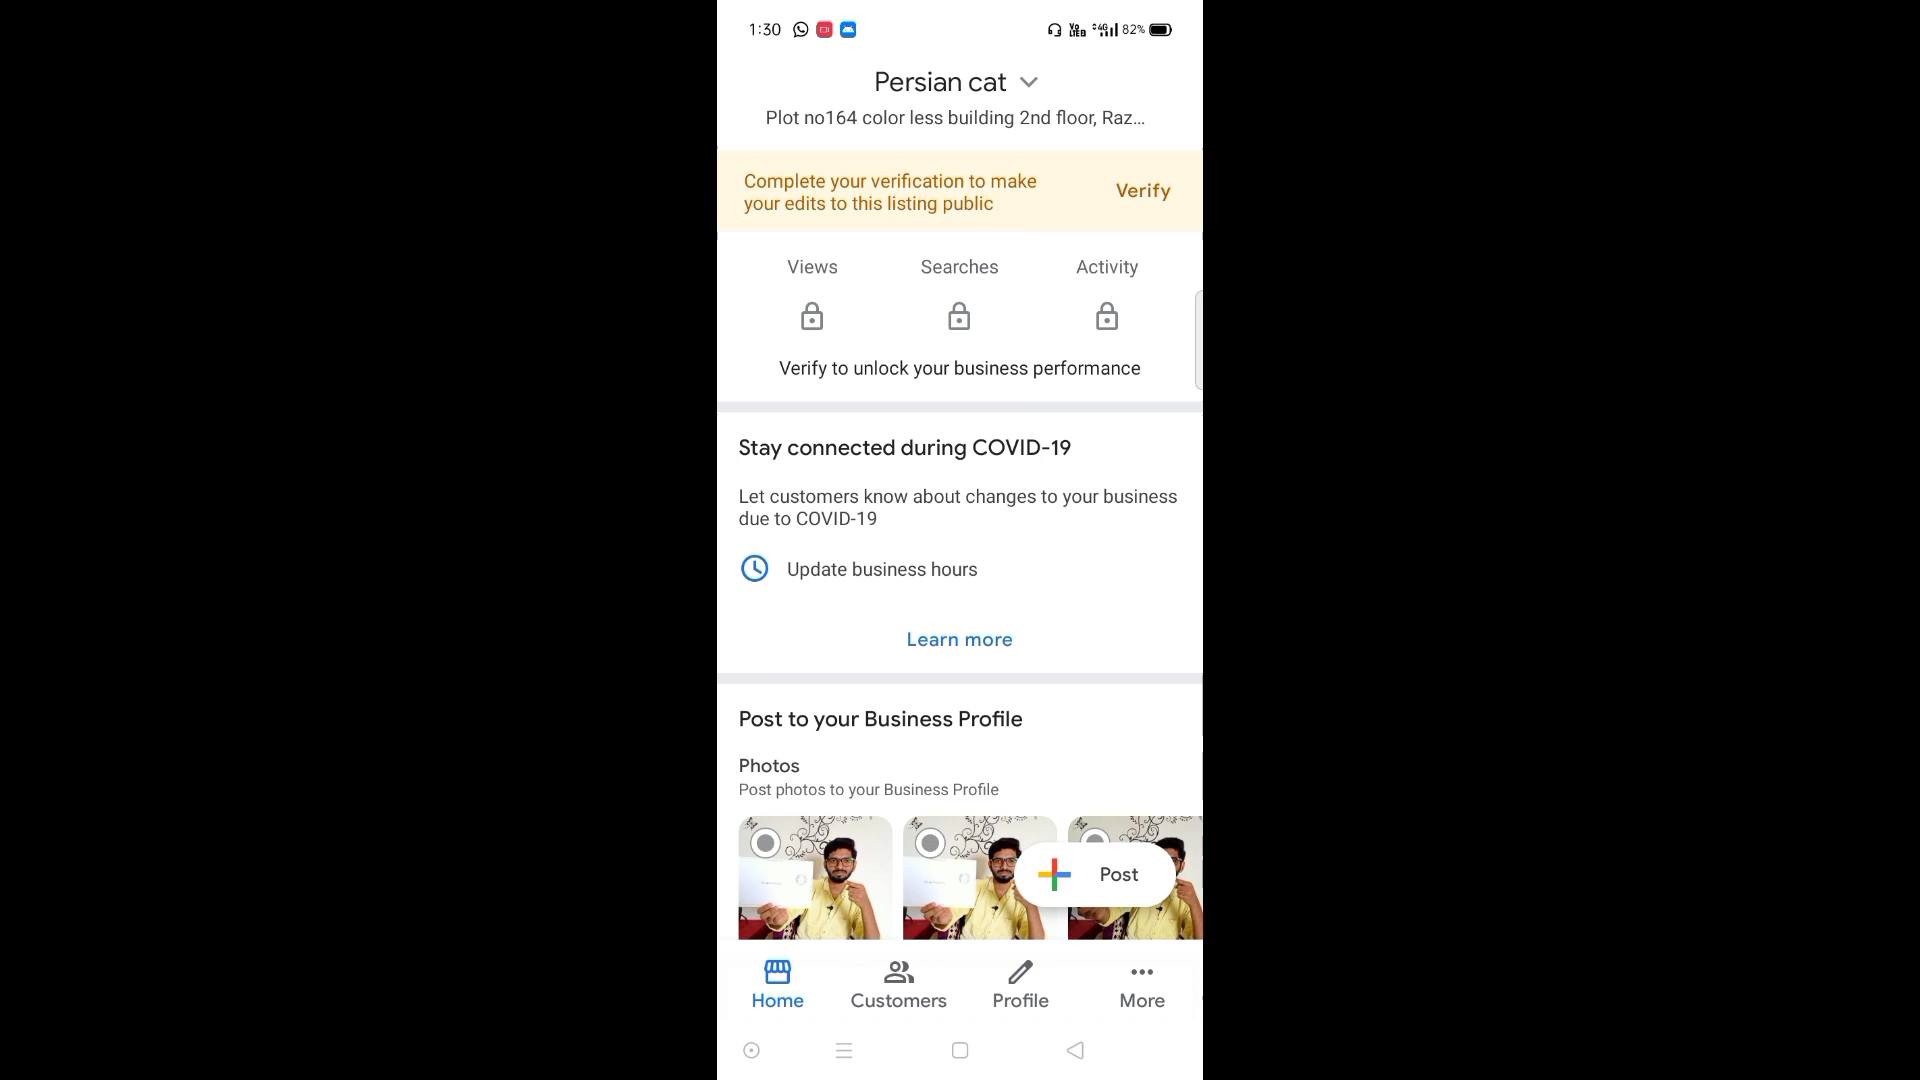 1:30
82%
Persian cat
Plot no164 color less building 2nd floor, Raz...
Complete your verification to make
your edits to this listing public
Verify
Views Searches Activity
Verify to unlock your business performance
Stay connected during COVID-19
Let customers know about changes to your business
due to COVID-19
Update business hours
Learn more
Post to your Business Profile
Photos
Post photos to your Business Profile
Post
Home Customers Profile More